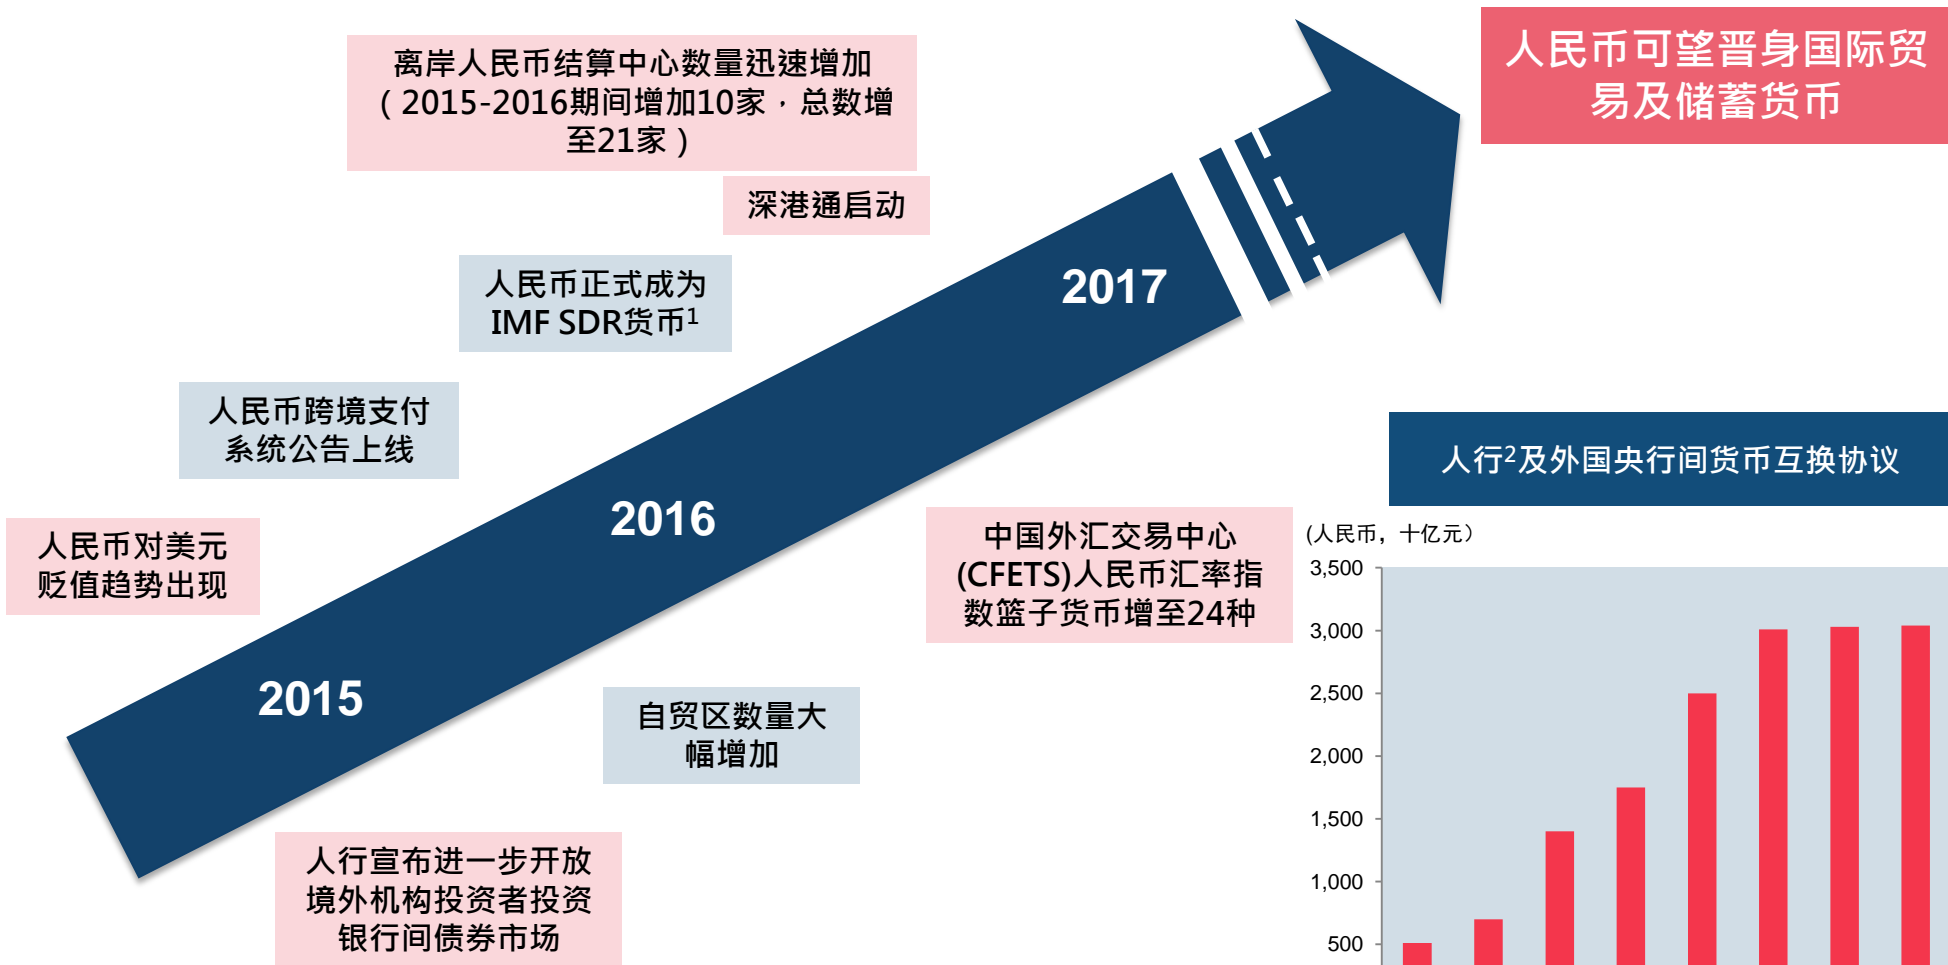 人民币可望晋身国际贸
易及储蓄货币
离岸人民币结算中心数量迅速增加
（2015-2016期间增加10家，总数增
至21家）
深港通启动
2017
人民币正式成为
IMF SDR货币1
人民币跨境支付
系统公告上线
2016
人民币对美元
贬值趋势出现
2015
中国外汇交易中心
(CFETS)人民币汇率指
数篮子货币增至24种
自贸区数量大
幅增加
人行宣布进一步开放
境外机构投资者投资
银行间债券市场
人行2及外国央行间货币互换协议
(人民币，十亿元）
3,500
3,000
2,500
2,000
1,500
1,000
500